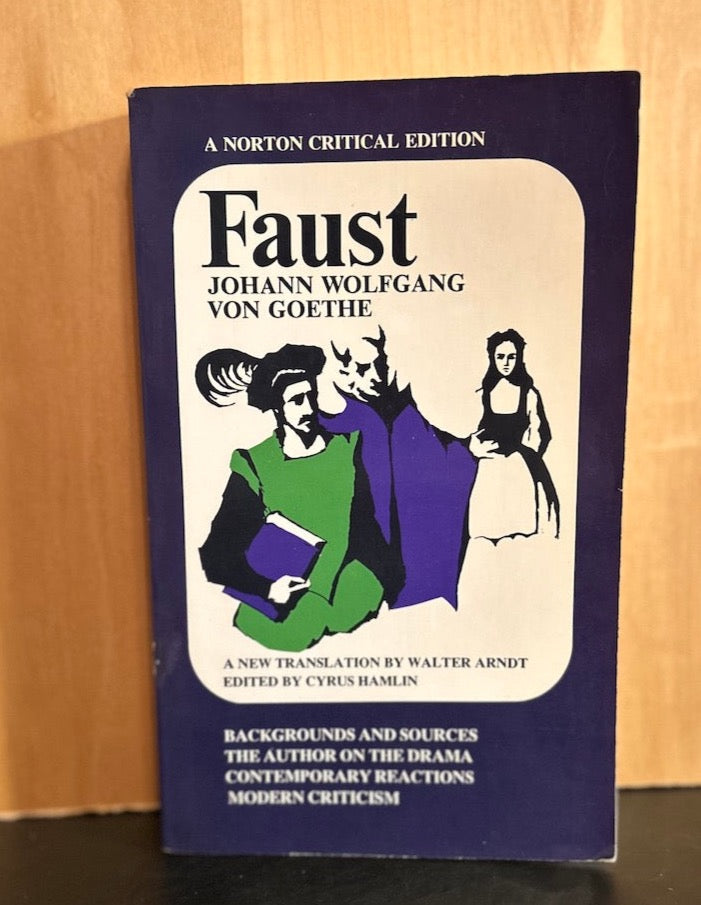 A NORTON CRITICAL EDITION
Faust
JOHANN WOLFGANG
VON GOETHE
A NEW TRANSLATION BY WALTER ARNDT
EDITED BY CYRUS HAMLIN
BACKGROUNDS AND SOURCES
THE AUTHOR ON THE DRAMA
CONTEMPORARY REACTIONS
MODERN CRITICISM